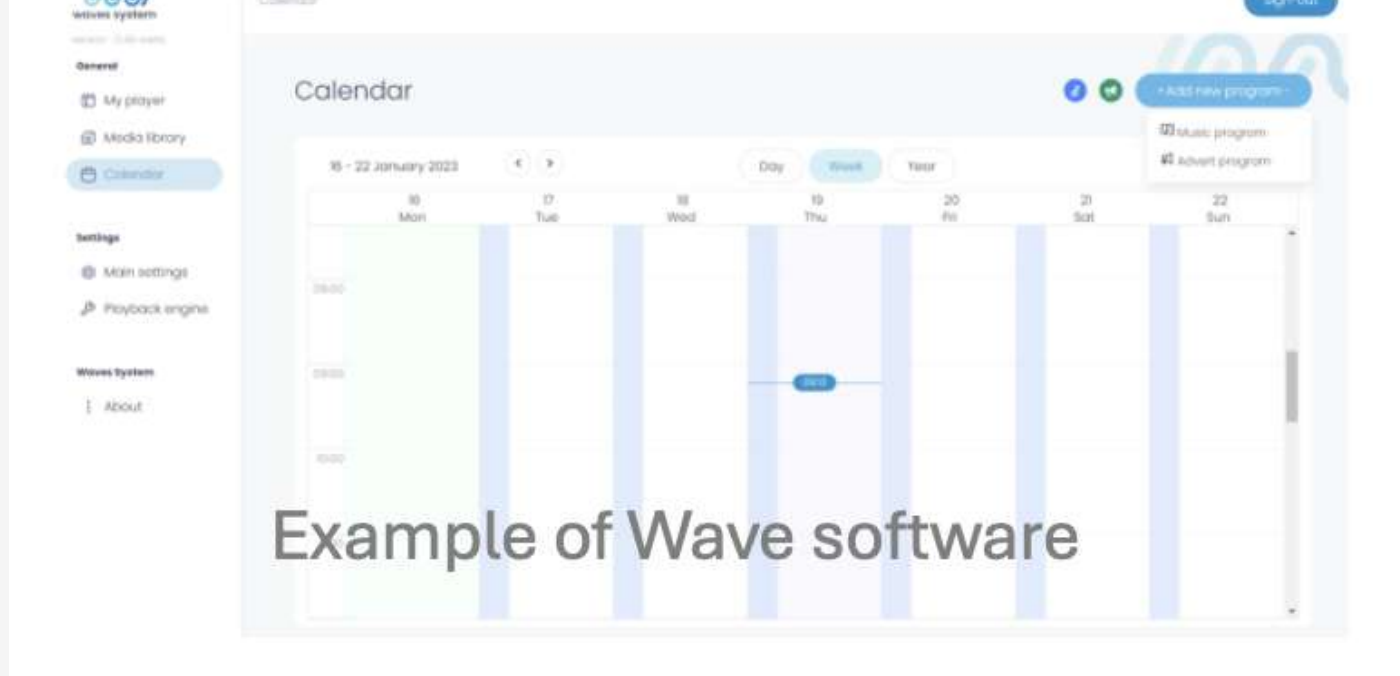 waves system
Calendar
Sign-out
General
My player
Media library
Calendar
Settings
Main settings
Playback engine
Waves System
About
Calendar
+ Add new program -
Music program
Advert program
16 - 22 January 2023
Day
Week
Year
16 17 18 19 20 21 22
Mon Tue Wed Thu Fri Sat Sun
09:00
10:00
Example of Wave software